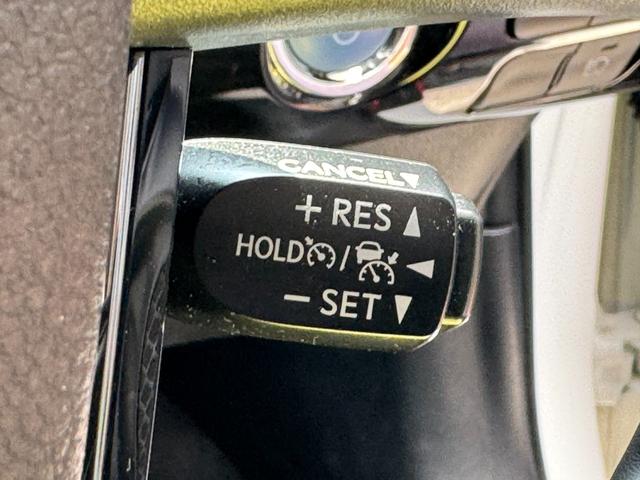 CANCEL▼
+ RES ▲
HOLD / ◀
− SET ▼